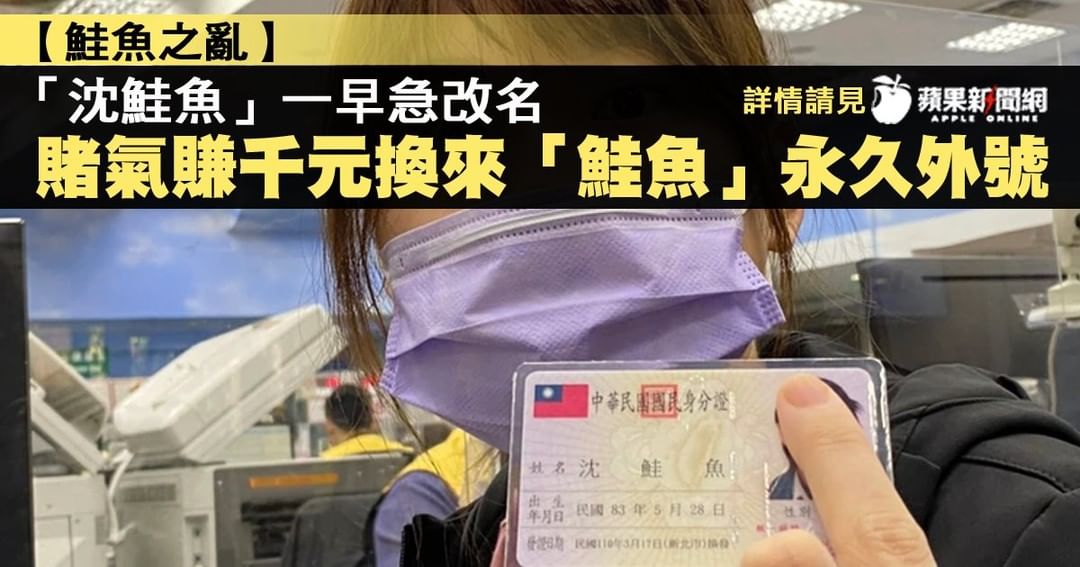 【鮭魚之亂】
「沈鮭魚」一早急改名
詳情請見 蘋果新聞網
APPLE ONLINE
賭氣賺千元換來「鮭魚」永久外號
中華民國國民身分證
姓名 沈 鮭 魚
出生年月日 民國 83 年 5 月 28 日
性別
發證日期 民國110年3月17日(新北市)換發